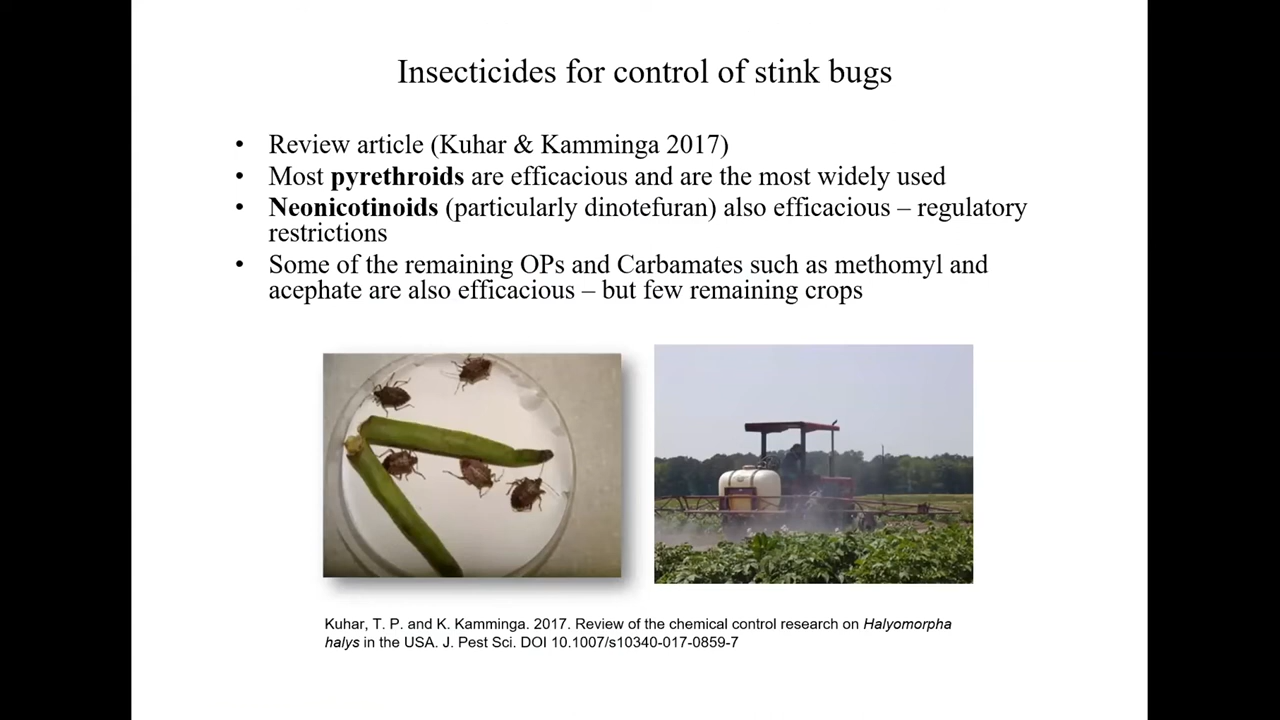 Insecticides for control of stink bugs
• Review article (Kuhar & Kamminga 2017)
• Most pyrethroids are efficacious and are the most widely used
• Neonicotinoids (particularly dinotefuran) also efficacious – regulatory
restrictions
• Some of the remaining OPs and Carbamates such as methomyl and
acephate are also efficacious – but few remaining crops
Kuhar, T. P. and K. Kamminga. 2017. Review of the chemical control research on Halyomorpha
halys in the USA. J. Pest Sci. DOI 10.1007/s10340-017-0859-7